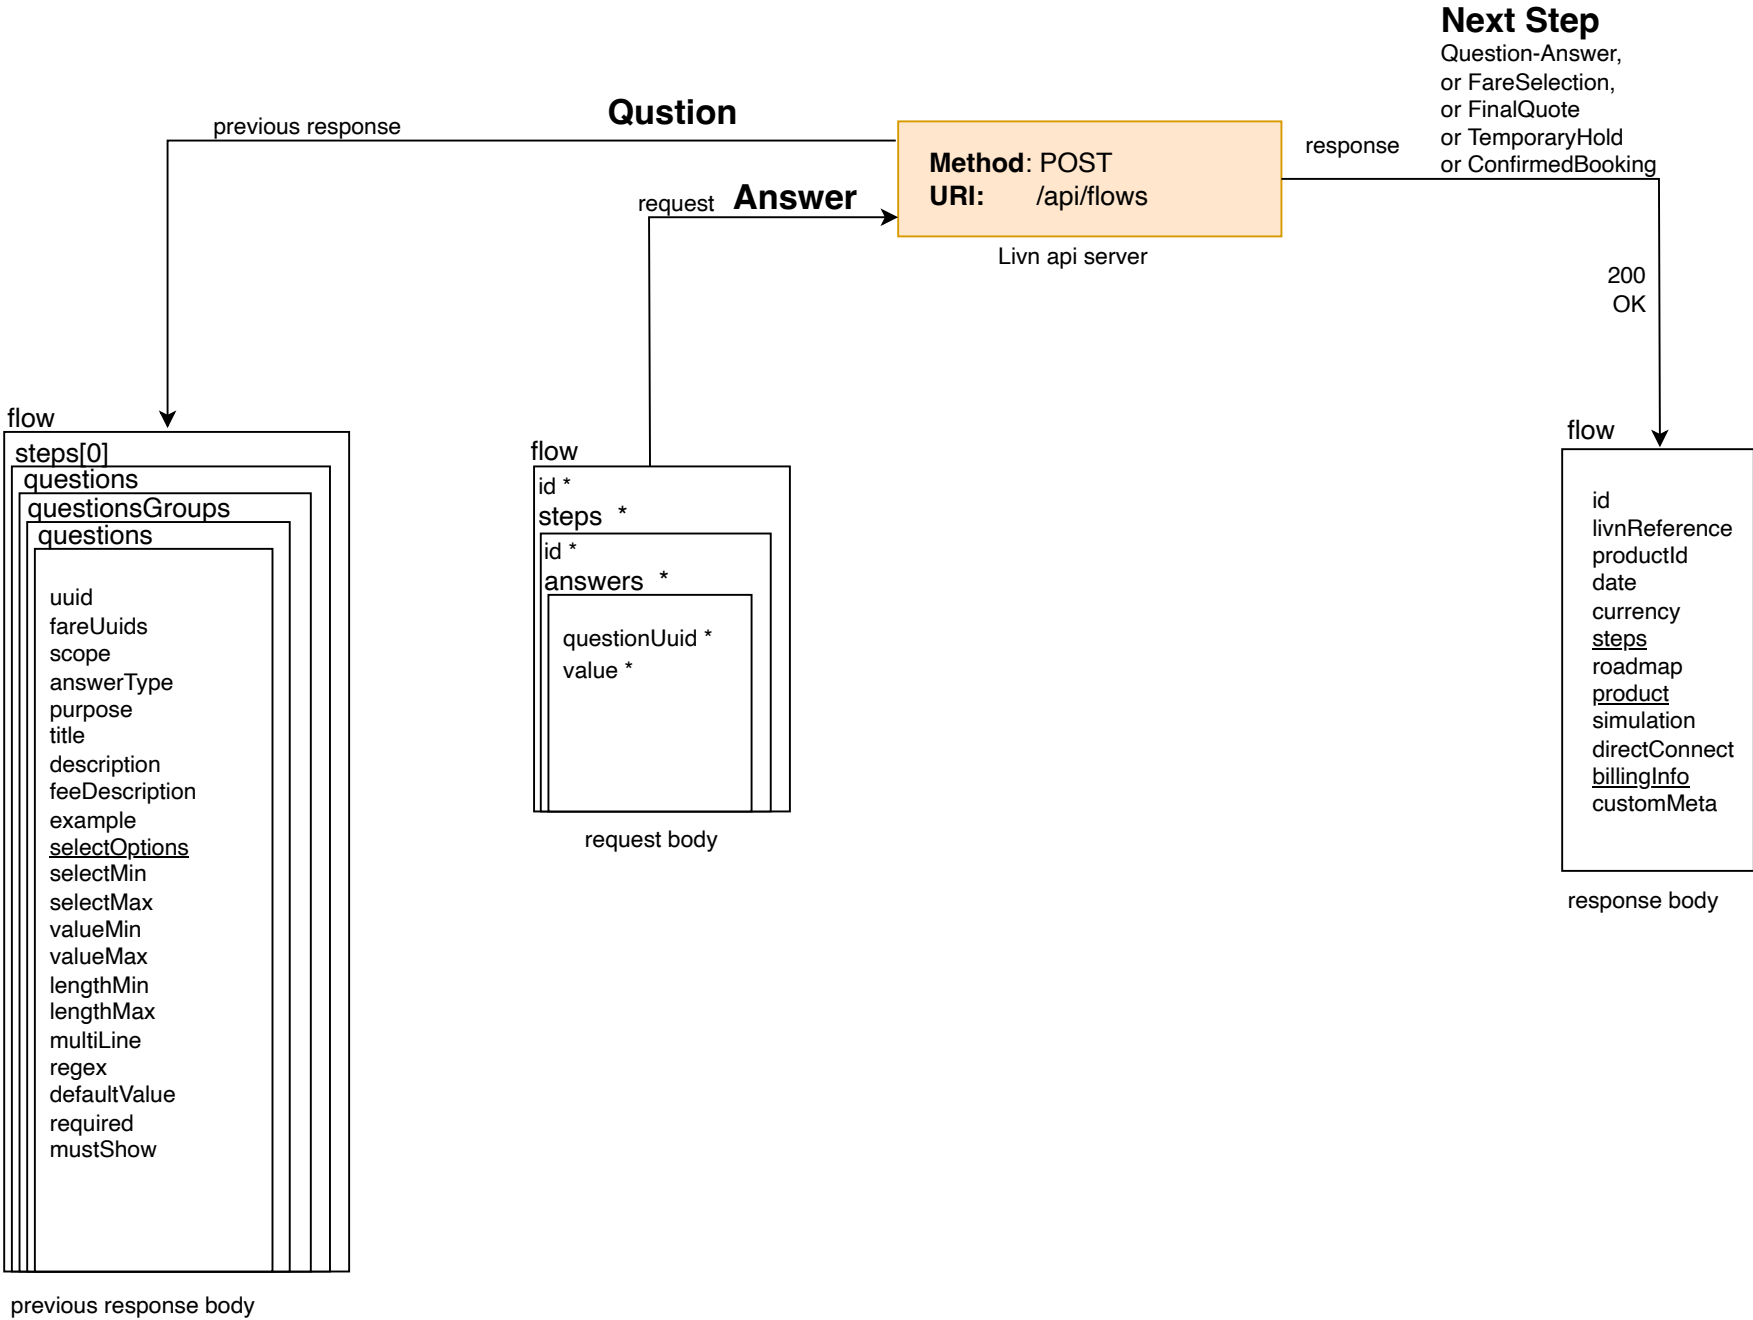 Next Step
Question-Answer,
or FareSelection,
or FinalQuote
or TemporaryHold
or ConfirmedBooking
Qustion
previous response
Method: POST
URI: /api/flows
response
request
Answer
Livn api server
200
OK
flow
steps[0]
questions
questionsGroups
questions
uuid
fareUuids
scope
answerType
purpose
title
description
feeDescription
example
selectOptions
selectMin
selectMax
valueMin
valueMax
lengthMin
lengthMax
multiLine
regex
defaultValue
required
mustShow
previous response body
flow
id *
steps *
id *
answers *
questionUuid *
value *
request body
flow
id
livnReference
productId
date
currency
steps
roadmap
product
simulation
directConnect
billingInfo
customMeta
response body